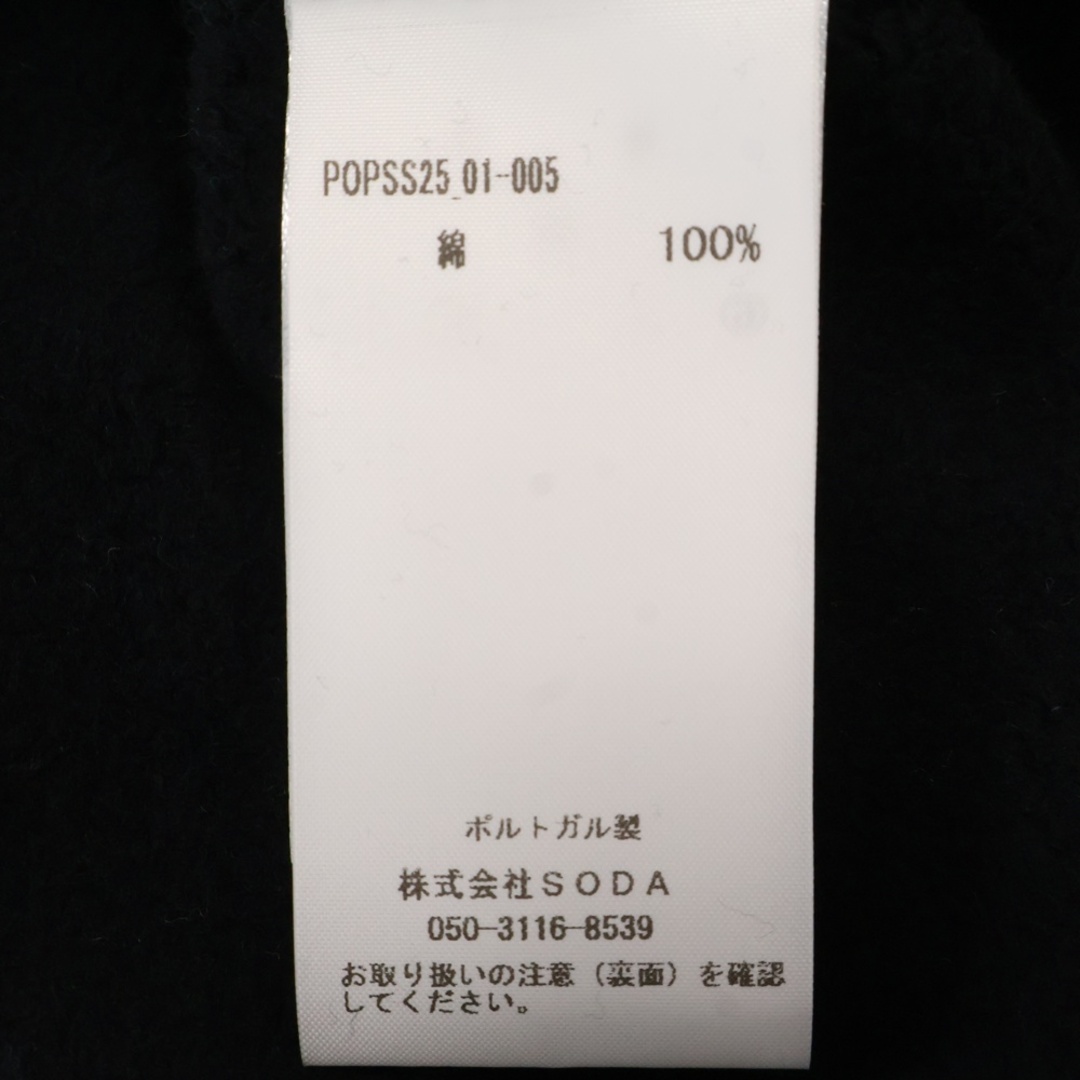 POPSS25_01-005
綿 100%
ポルトガル製
株式会社SODA
050-3116-8539
お取り扱いの注意（裏面）を確認
してください。